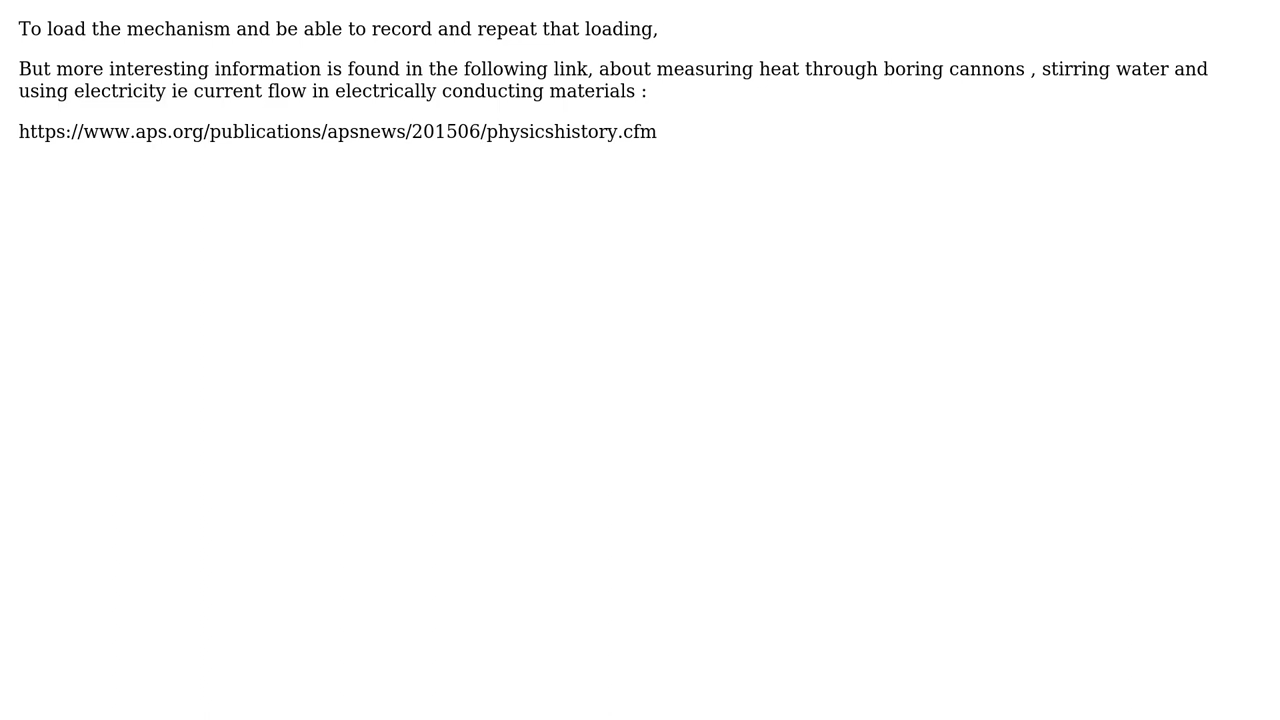 To load the mechanism and be able to record and repeat that loading,
But more interesting information is found in the following link, about measuring heat through boring cannons , stirring water and
using electricity ie current flow in electrically conducting materials :
https://www.aps.org/publications/apsnews/201506/physicshistory.cfm